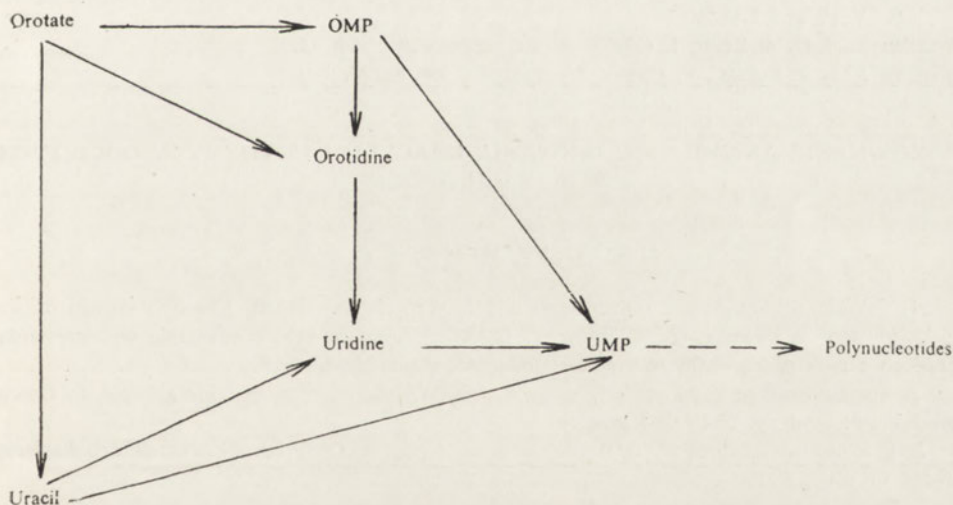 Orotate OMP
Orotidine
Uridine UMP Polynucleotides
Uracil